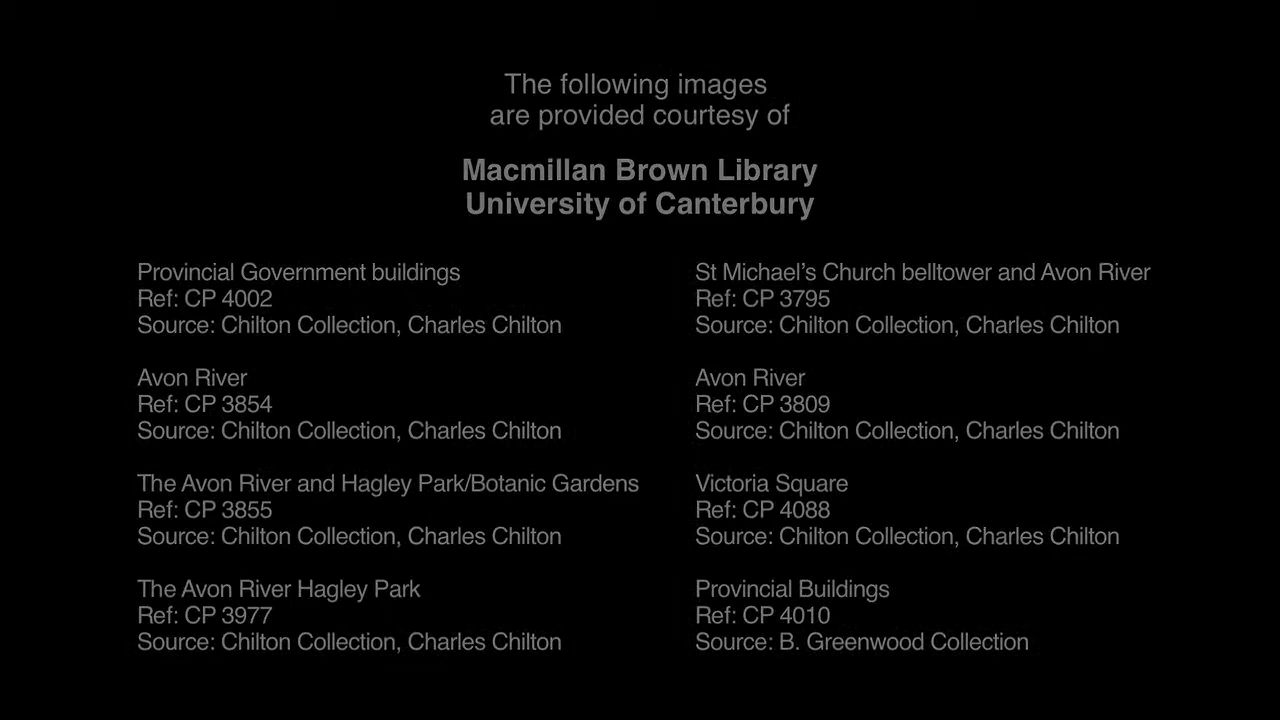 The following images
are provided courtesy of
Macmillan Brown Library
University of Canterbury
Provincial Government buildings
Ref: CP 4002
Source: Chilton Collection, Charles Chilton
Avon River
Ref: CP 3854
Source: Chilton Collection, Charles Chilton
The Avon River and Hagley Park/Botanic Gardens
Ref: CP 3855
Source: Chilton Collection, Charles Chilton
The Avon River Hagley Park
Ref: CP 3977
Source: Chilton Collection, Charles Chilton
St Michael’s Church belltower and Avon River
Ref: CP 3795
Source: Chilton Collection, Charles Chilton
Avon River
Ref: CP 3809
Source: Chilton Collection, Charles Chilton
Victoria Square
Ref: CP 4088
Source: Chilton Collection, Charles Chilton
Provincial Buildings
Ref: CP 4010
Source: B. Greenwood Collection